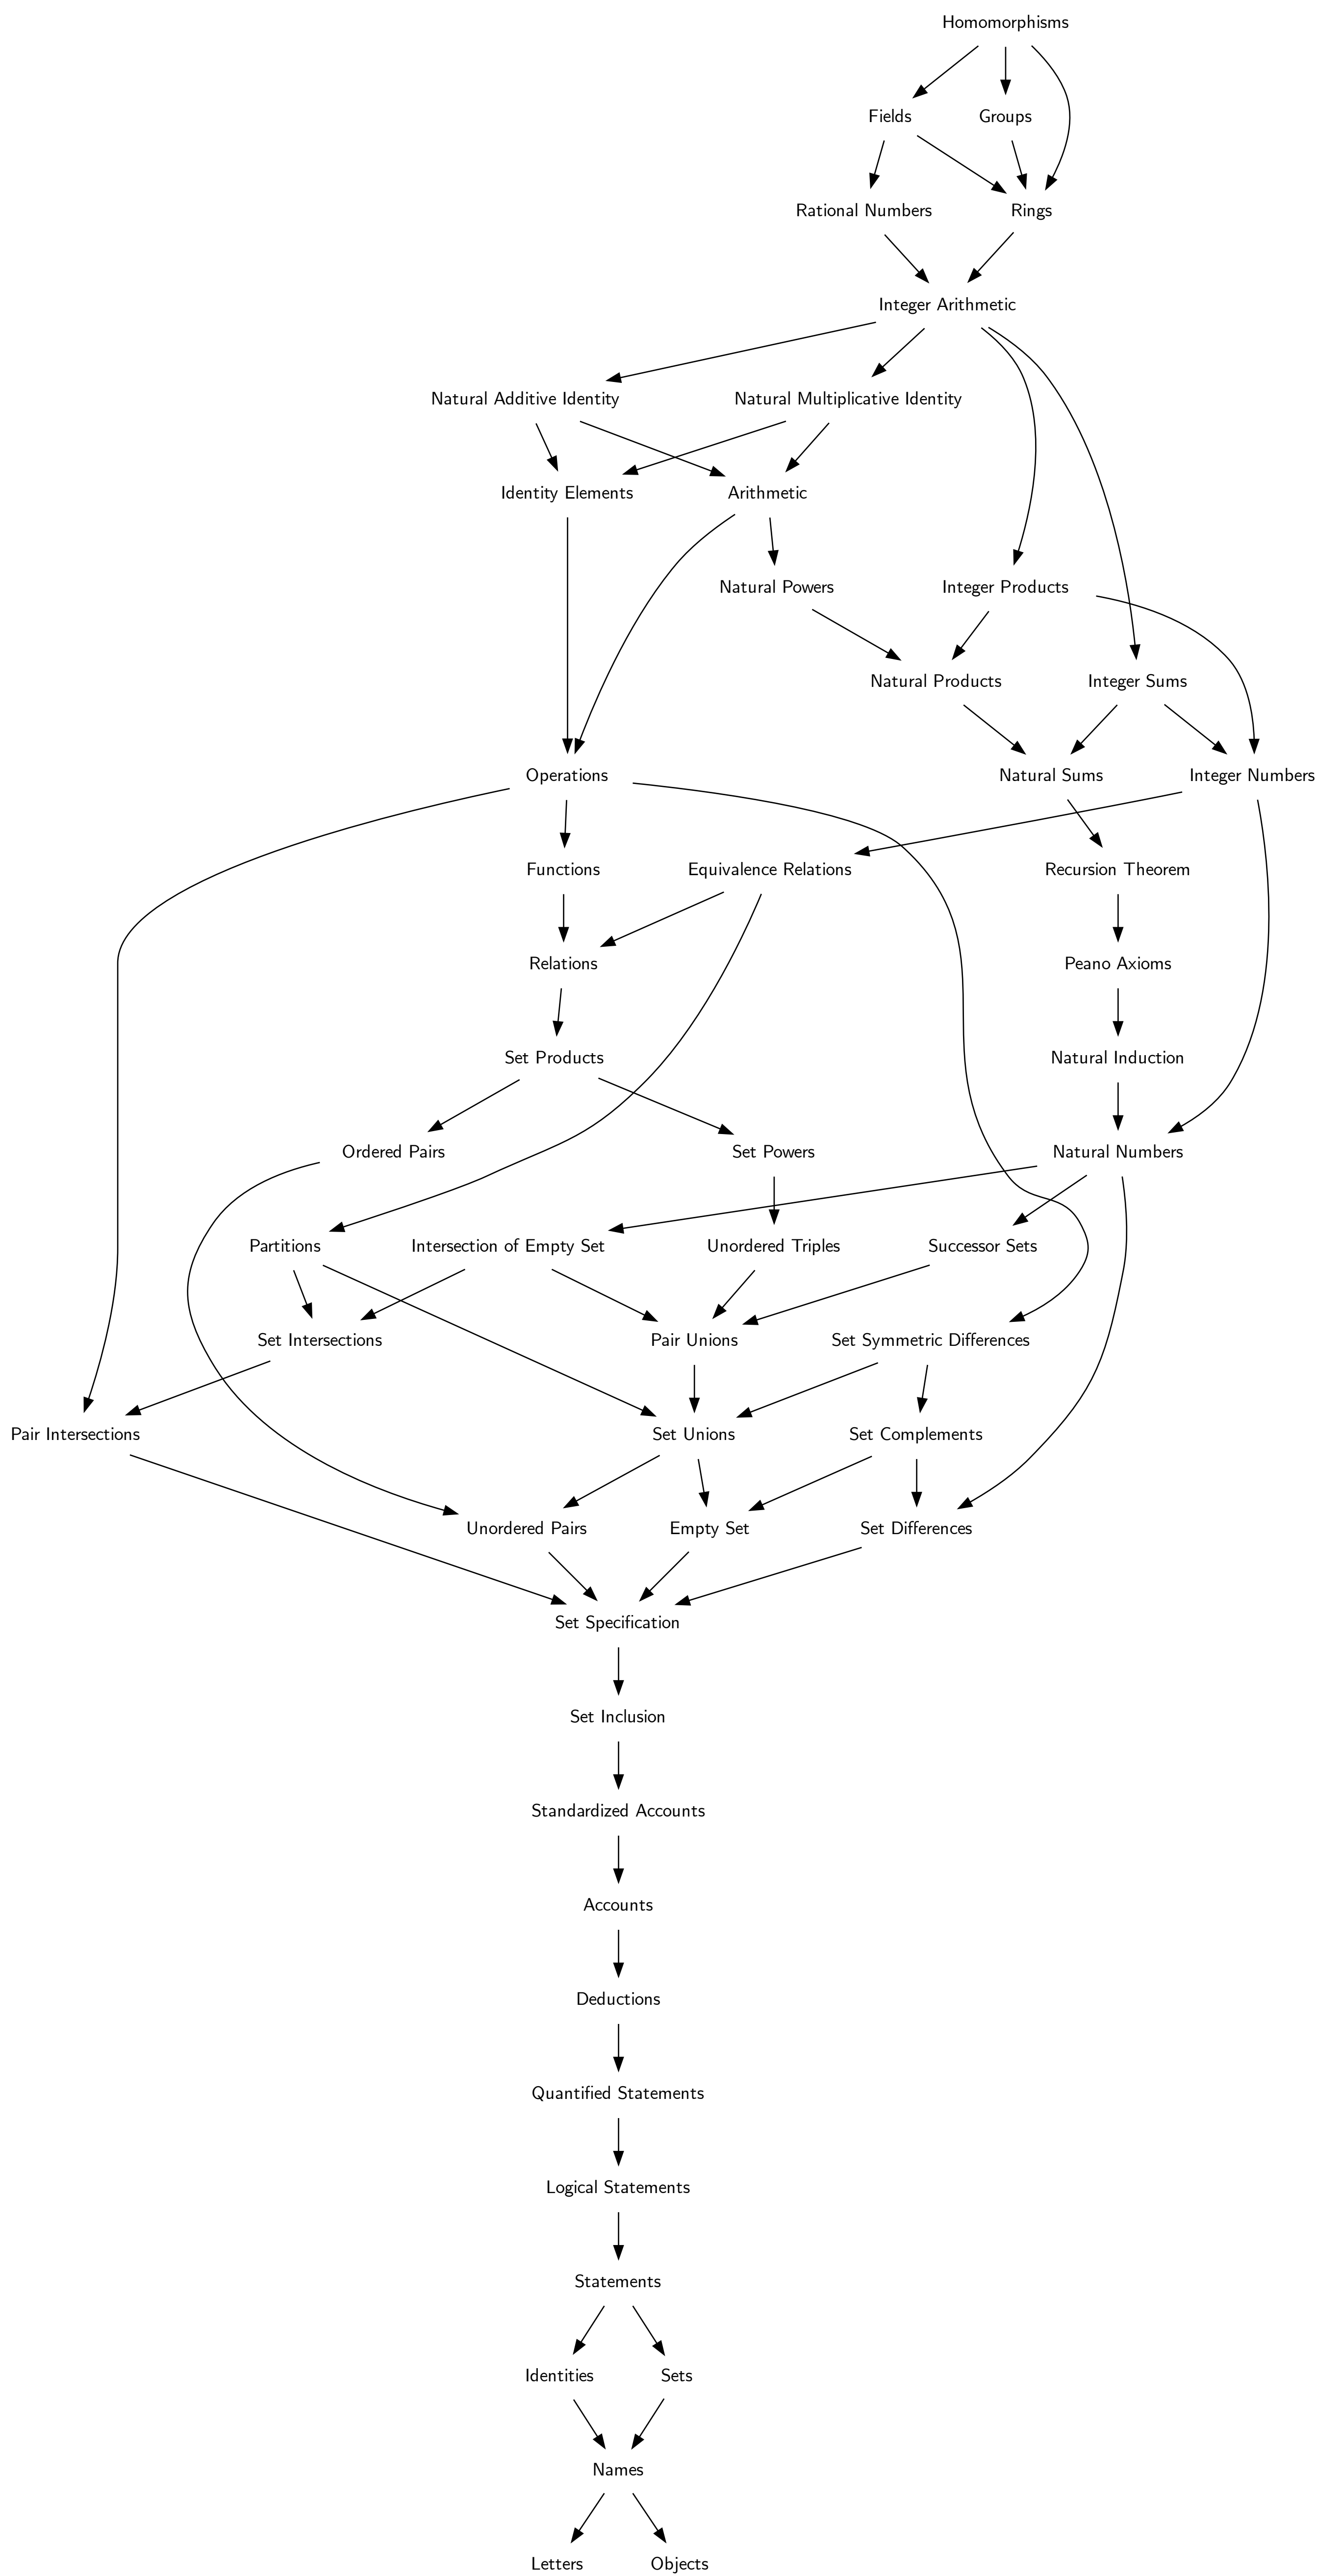 Homomorphisms
Fields
Groups
Rational Numbers
Rings
Integer Arithmetic
Natural Additive Identity
Natural Multiplicative Identity
Identity Elements
Arithmetic
Natural Powers
Integer Products
Natural Products
Integer Sums
Operations
Natural Sums
Integer Numbers
Functions
Equivalence Relations
Recursion Theorem
Relations
Peano Axioms
Set Products
Natural Induction
Ordered Pairs
Set Powers
Natural Numbers
Partitions
Intersection of Empty Set
Unordered Triples
Successor Sets
Set Intersections
Pair Unions
Set Symmetric Differences
Pair Intersections
Set Unions
Set Complements
Unordered Pairs
Empty Set
Set Differences
Set Specification
Set Inclusion
Standardized Accounts
Accounts
Deductions
Quantified Statements
Logical Statements
Statements
Identities
Sets
Names
Letters
Objects